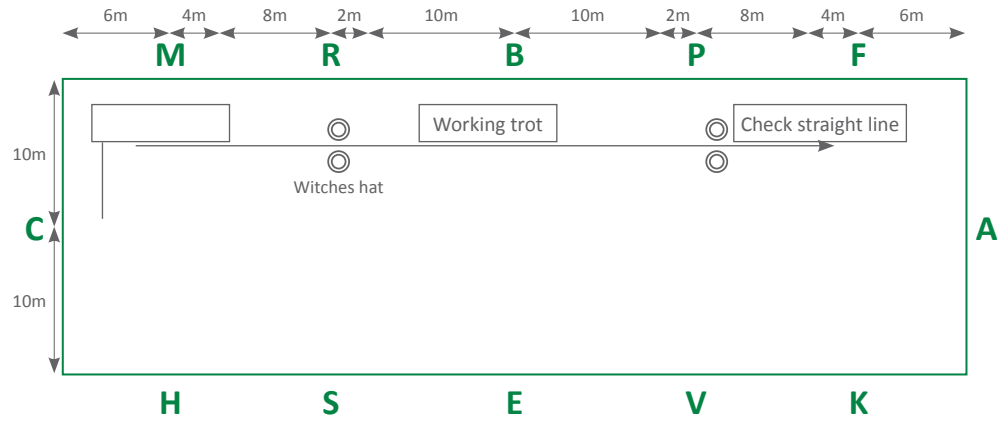 6m 4m 8m 2m 10m 10m 2m 8m 4m 6m
M R B P F
Working trot
Check straight line
10m
Witches hat
C
A
10m
H S E V K